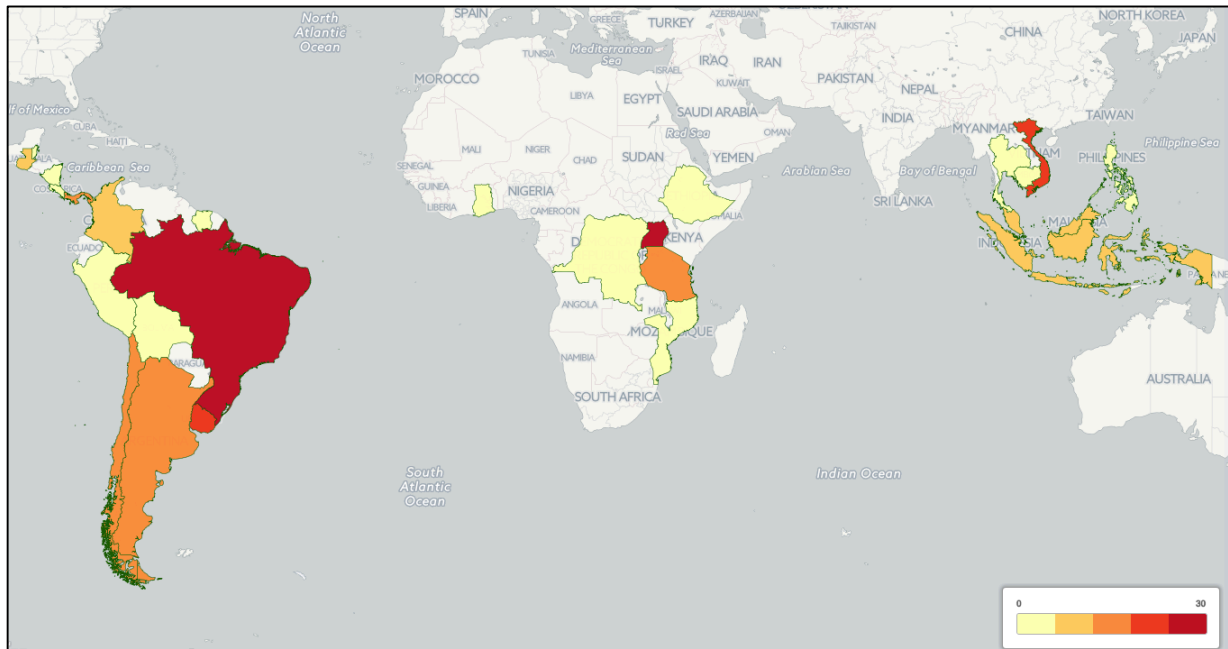 North
Atlantic
Ocean
SPAIN
GREECE
TURKEY
AZERBAIJAN
TAJIKISTAN
CHINA
NORTH KOREA
JAPAN
Mediterranean
Sea
MOROCCO
TUNISIA
ISRAEL
IRAQ
IRAN
KUWAIT
PAKISTAN
NEPAL
LIBYA
EGYPT
SAUDI ARABIA
INDIA
TAIWAN
lf of Mexico
CUBA
HAITI
Caribbean Sea
Red Sea
OMAN
MYANMAR
Philippine Sea
MALI
NIGER
CHAD
SUDAN
YEMEN
Arabian Sea
Bay of Bengal
PHILIPPINES
SENEGAL
GUINEA
LIBERIA
NIGERIA
CAMEROON
SRI LANKA
ECUADO
KENYA
ANGOLA
NAMIBIA
SOUTH AFRICA
AUSTRALIA
South
Atlantic
Ocean
Indian Ocean
0 30